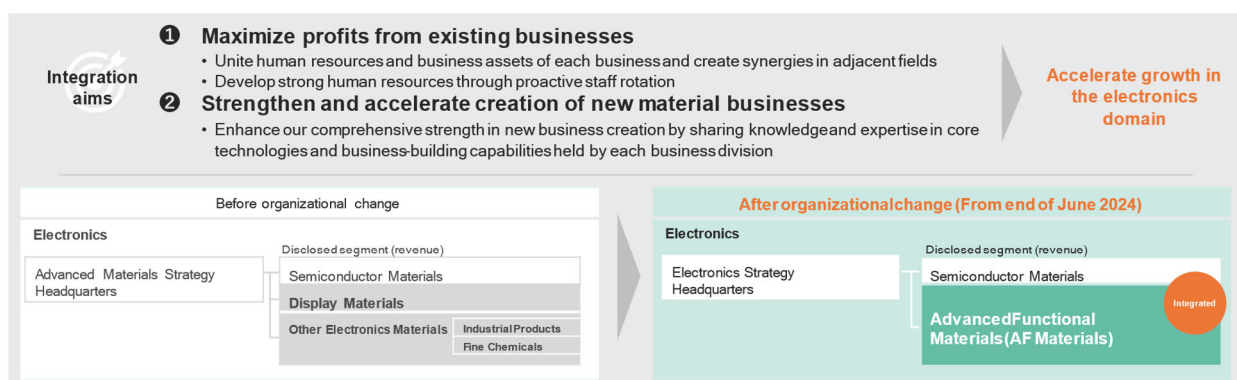 Integration
aims
❶ Maximize profits from existing businesses
• Unite human resources and business assets of each business and create synergies in adjacent fields
• Develop strong human resources through proactive staff rotation
❷ Strengthen and accelerate creation of new material businesses
• Enhance our comprehensive strength in new business creation by sharing knowledge and expertise in core
technologies and business-building capabilities held by each business division
Accelerate growth in
the electronics
domain
Before organizational change
Electronics
Disclosed segment (revenue)
Advanced Materials Strategy
Headquarters
Semiconductor Materials
Display Materials
Other Electronics Materials
Industrial Products
Fine Chemicals
After organizational change (From end of June 2024)
Electronics
Disclosed segment (revenue)
Electronics Strategy
Headquarters
Semiconductor Materials
Advanced Functional
Materials (AF Materials)
Integrated